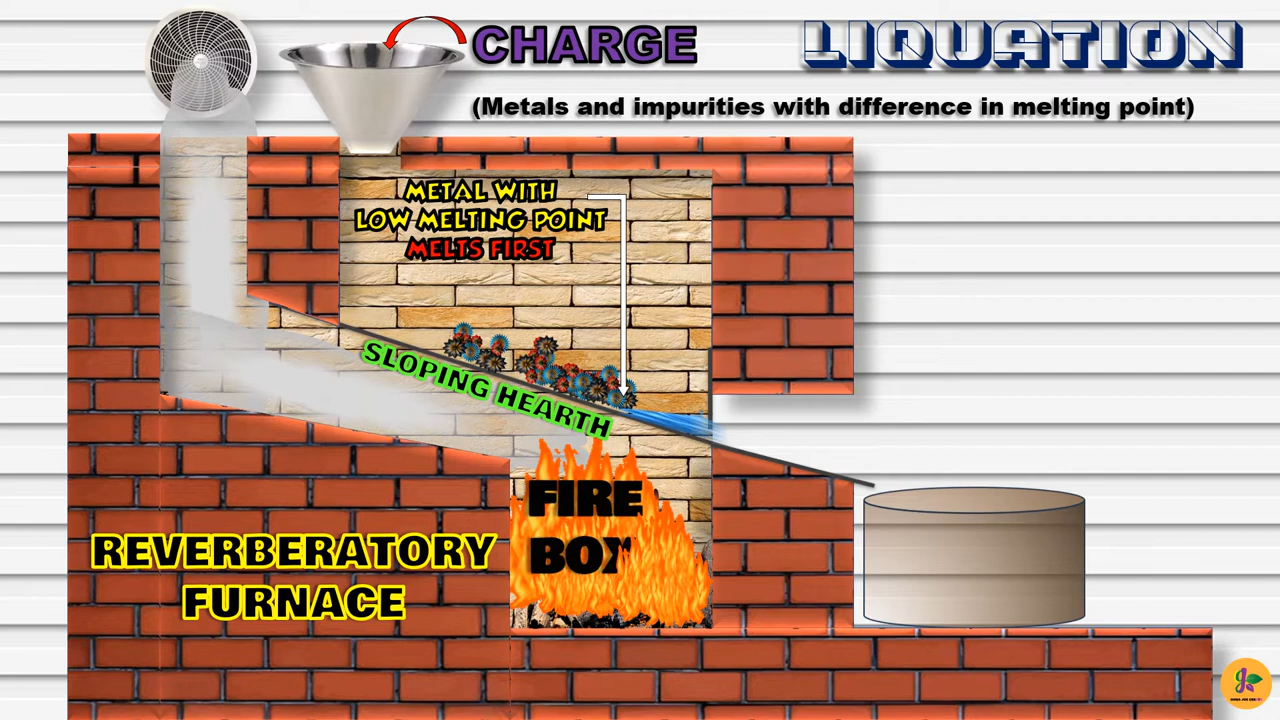 CHARGE
LIQUATION
(Metals and impurities with difference in melting point)
METAL WITH
LOW MELTING POINT
MELTS FIRST
SLOPING HEARTH
FIRE
BOX
REVERBERATORY
FURNACE